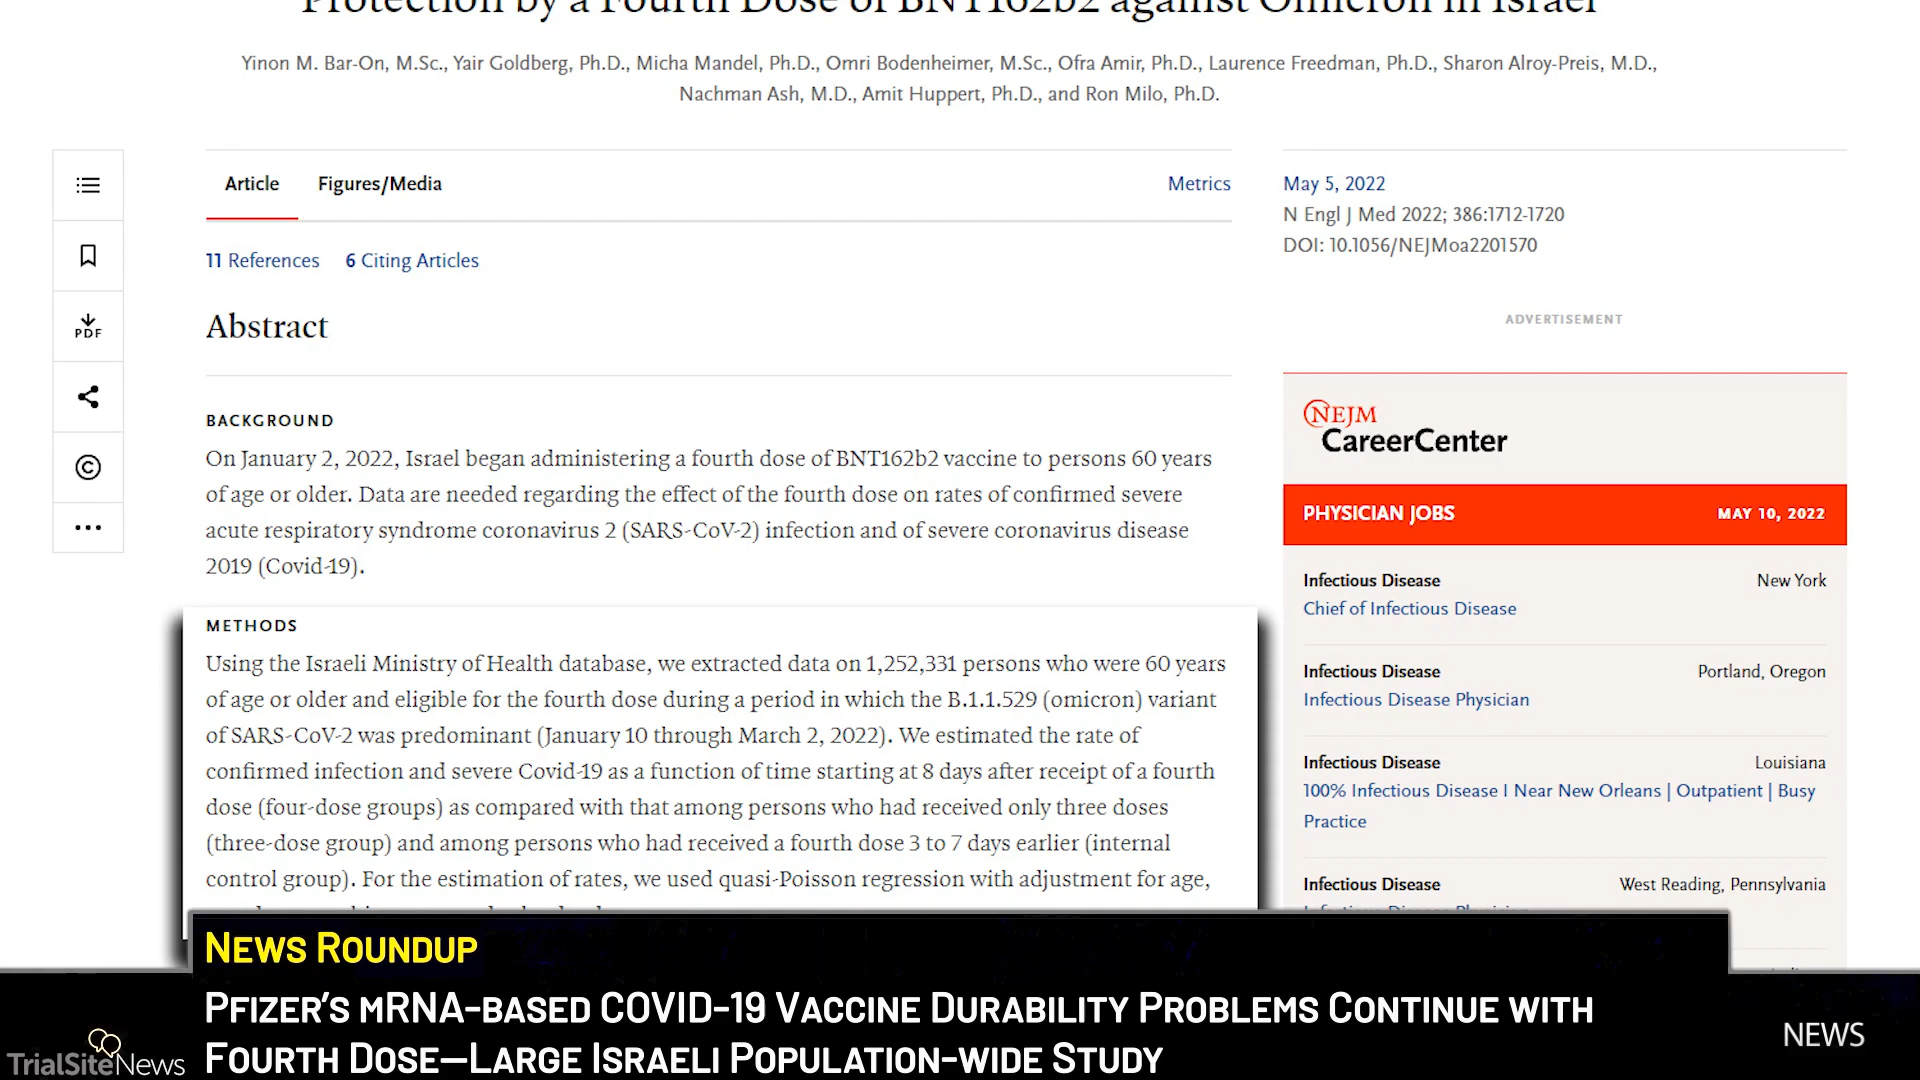 Protection by a Fourth Dose of BNT162b2 against Omicron in Israel
Yinon M. Bar-On, M.Sc., Yair Goldberg, Ph.D., Micha Mandel, Ph.D., Omri Bodenheimer, M.Sc., Ofra Amir, Ph.D., Laurence Freedman, Ph.D., Sharon Alroy-Preis, M.D.,
Nachman Ash, M.D., Amit Huppert, Ph.D., and Ron Milo, Ph.D.
Article Figures/Media Metrics
11 References 6 Citing Articles
PDF
Abstract
BACKGROUND
On January 2, 2022, Israel began administering a fourth dose of BNT162b2 vaccine to persons 60 years
of age or older. Data are needed regarding the effect of the fourth dose on rates of confirmed severe
acute respiratory syndrome coronavirus 2 (SARS-CoV-2) infection and of severe coronavirus disease
2019 (Covid-19).
METHODS
Using the Israeli Ministry of Health database, we extracted data on 1,252,331 persons who were 60 years
of age or older and eligible for the fourth dose during a period in which the B.1.1.529 (omicron) variant
of SARS-CoV-2 was predominant (January 10 through March 2, 2022). We estimated the rate of
confirmed infection and severe Covid-19 as a function of time starting at 8 days after receipt of a fourth
dose (four-dose groups) as compared with that among persons who had received only three doses
(three-dose group) and among persons who had received a fourth dose 3 to 7 days earlier (internal
control group). For the estimation of rates, we used quasi-Poisson regression with adjustment for age,
May 5, 2022
N Engl J Med 2022; 386:1712-1720
DOI: 10.1056/NEJMoa2201570
ADVERTISEMENT
NEJM
CareerCenter
PHYSICIAN JOBS MAY 10, 2022
Infectious Disease New York
Chief of Infectious Disease
Infectious Disease Portland, Oregon
Infectious Disease Physician
Infectious Disease Louisiana
100% Infectious Disease I Near New Orleans | Outpatient | Busy
Practice
Infectious Disease West Reading, Pennsylvania
Infectious Disease Physician
News Roundup
Pfizer's mRNA-based COVID-19 Vaccine Durability Problems Continue with
Fourth Dose—Large Israeli Population-wide Study
TrialSiteNews
NEWS